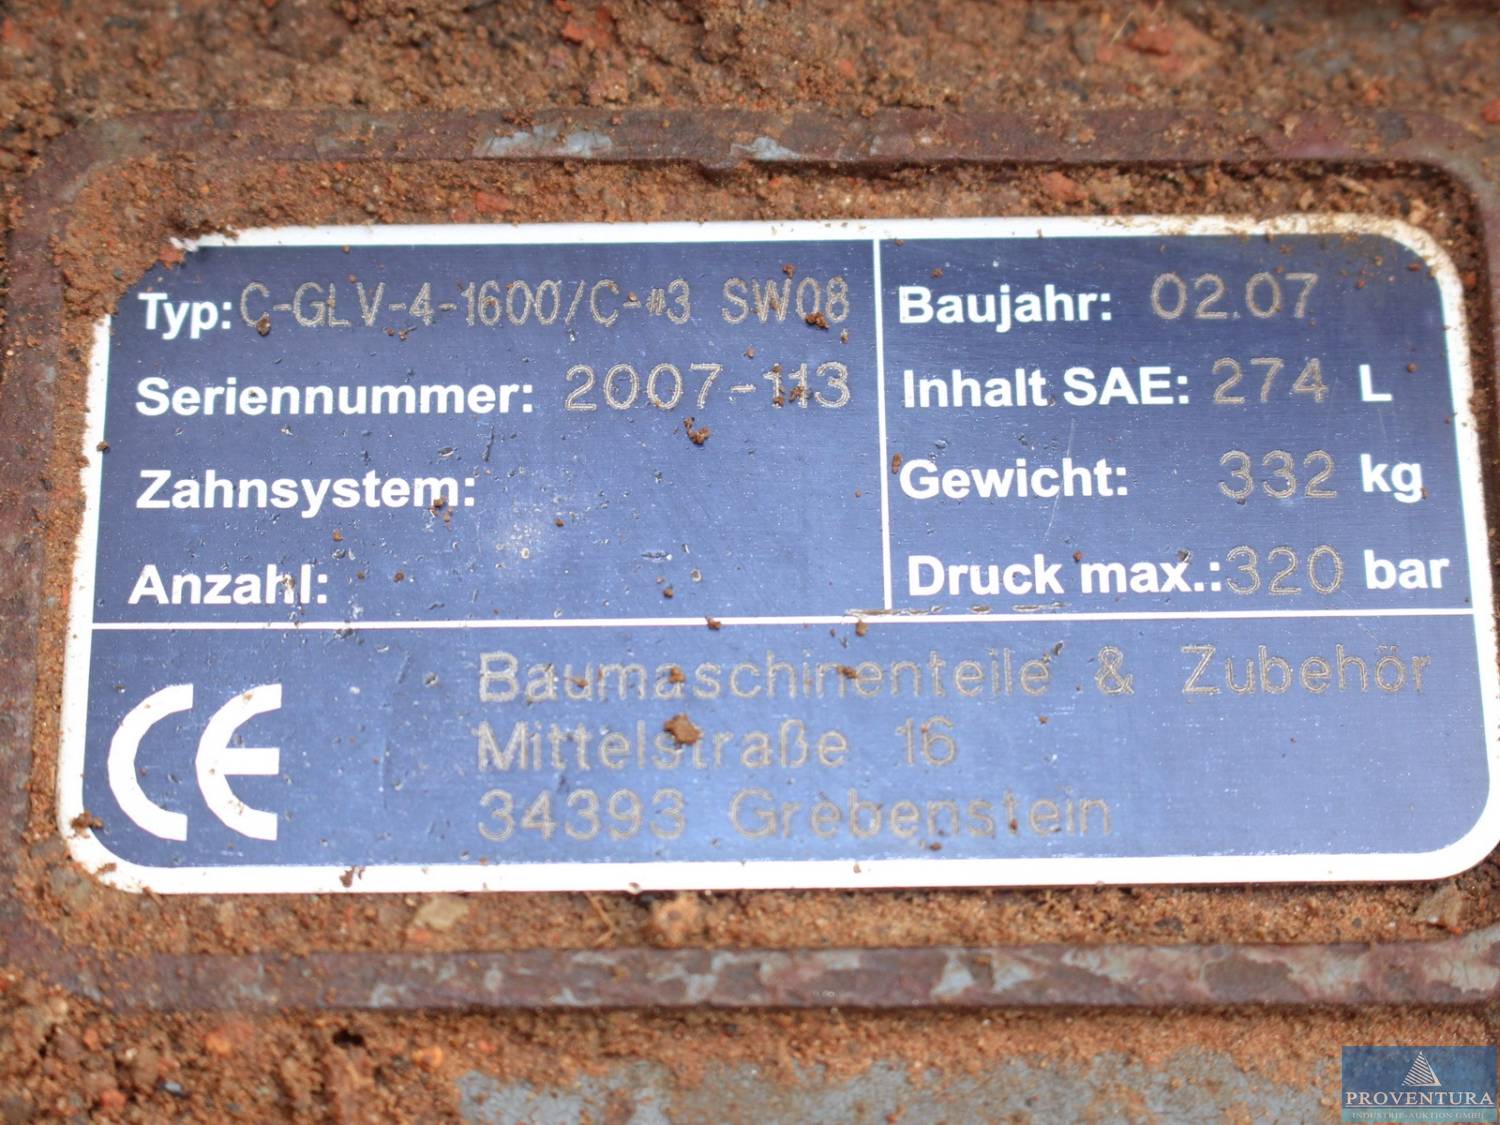 Typ: C-GLV-4-1600/C-#3 SW08
Seriennummer: 2007-113
Zahnsystem:
Anzahl:
Baujahr: 02.07
Inhalt SAE: 274 L
Gewicht: 332 kg
Druck max.: 320 bar
CE
Baumaschinenteile & Zubehör
Mittelstraße 16
34393 Grebenstein
PROVENTURA
INDUSTRIE-AUKTION GMBH